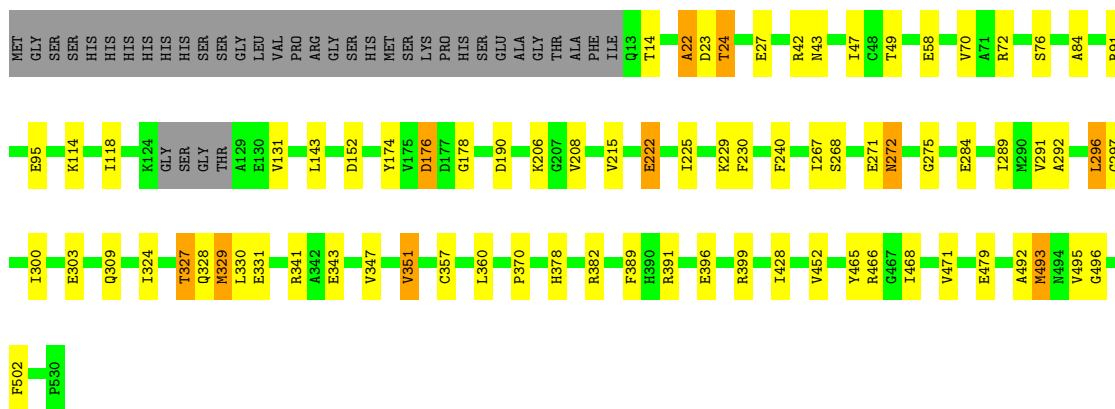 MET GLY SER SER HIS HIS HIS HIS HIS HIS SER SER GLY LEU VAL PRO ARG GLY SER HIS MET SER LYS PRO HIS SER GLU ALA GLY THR ALA PHE ILE Q13 T14 A22 D23 T24 E27 R42 N43 I47 C48 T49 E58 V70 A71 R72 S76 A84
E95 K114 I118 K124 GLY SER GLY THR A129 E130 V131 L143 D152 Y174 V175 D176 D177 G178 D190 K206 G207 V208 V215 E222 I225 K229 F230 F240 I267 S268 E271 N272 G275 E284 I289 M290 V291 A292 L296
I300 E303 Q309 I324 T327 Q328 M329 L330 E331 R341 A342 E343 V347 V351 C357 L360 P370 H378 R382 F389 H390 R391 E396 R399 I428 V452 Y465 R466 G467 I468 V471 E479 A492 M493 N494 V495 G496
F502 P530